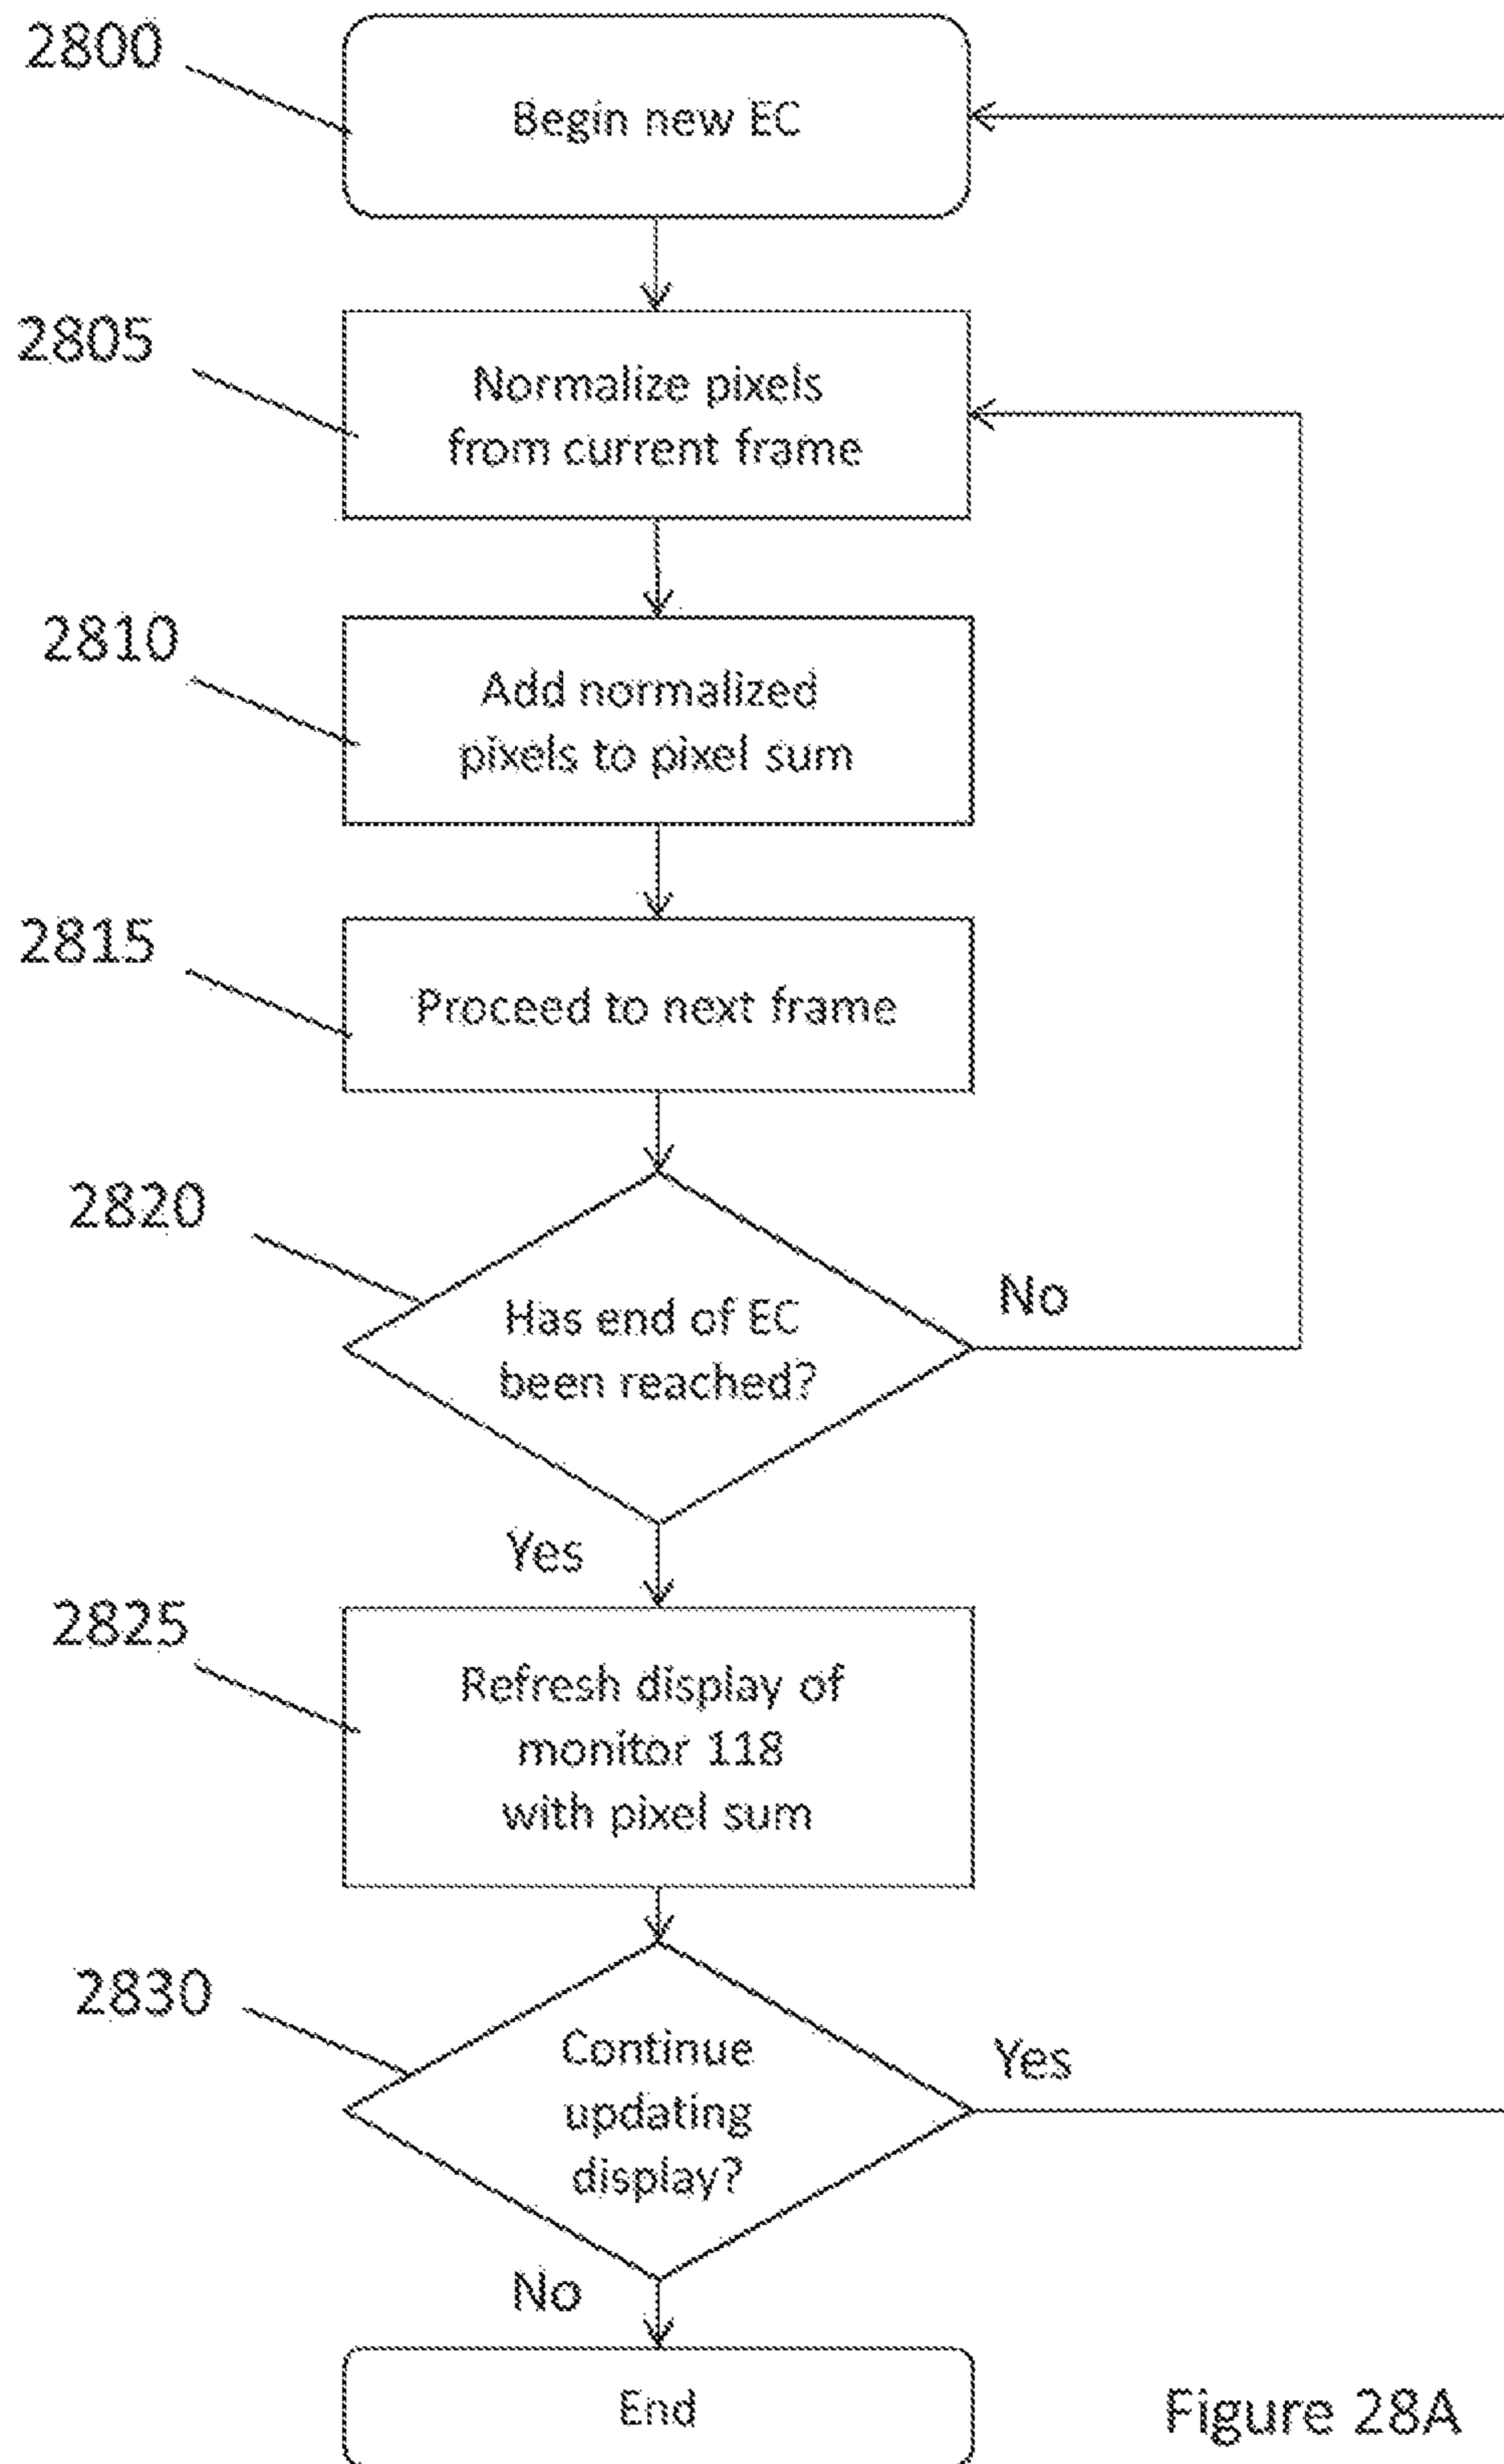 2800
Begin new EC
2805
Normalize pixels
from current frame
2810
Add normalized
pixels to pixel sum
2815
Proceed to next frame
2820
Has end of EC
been reached?
No
Yes
2825
Refresh display of
monitor 118
with pixel sum
2830
Continue
updating
display?
Yes
No
End
Figure 28A